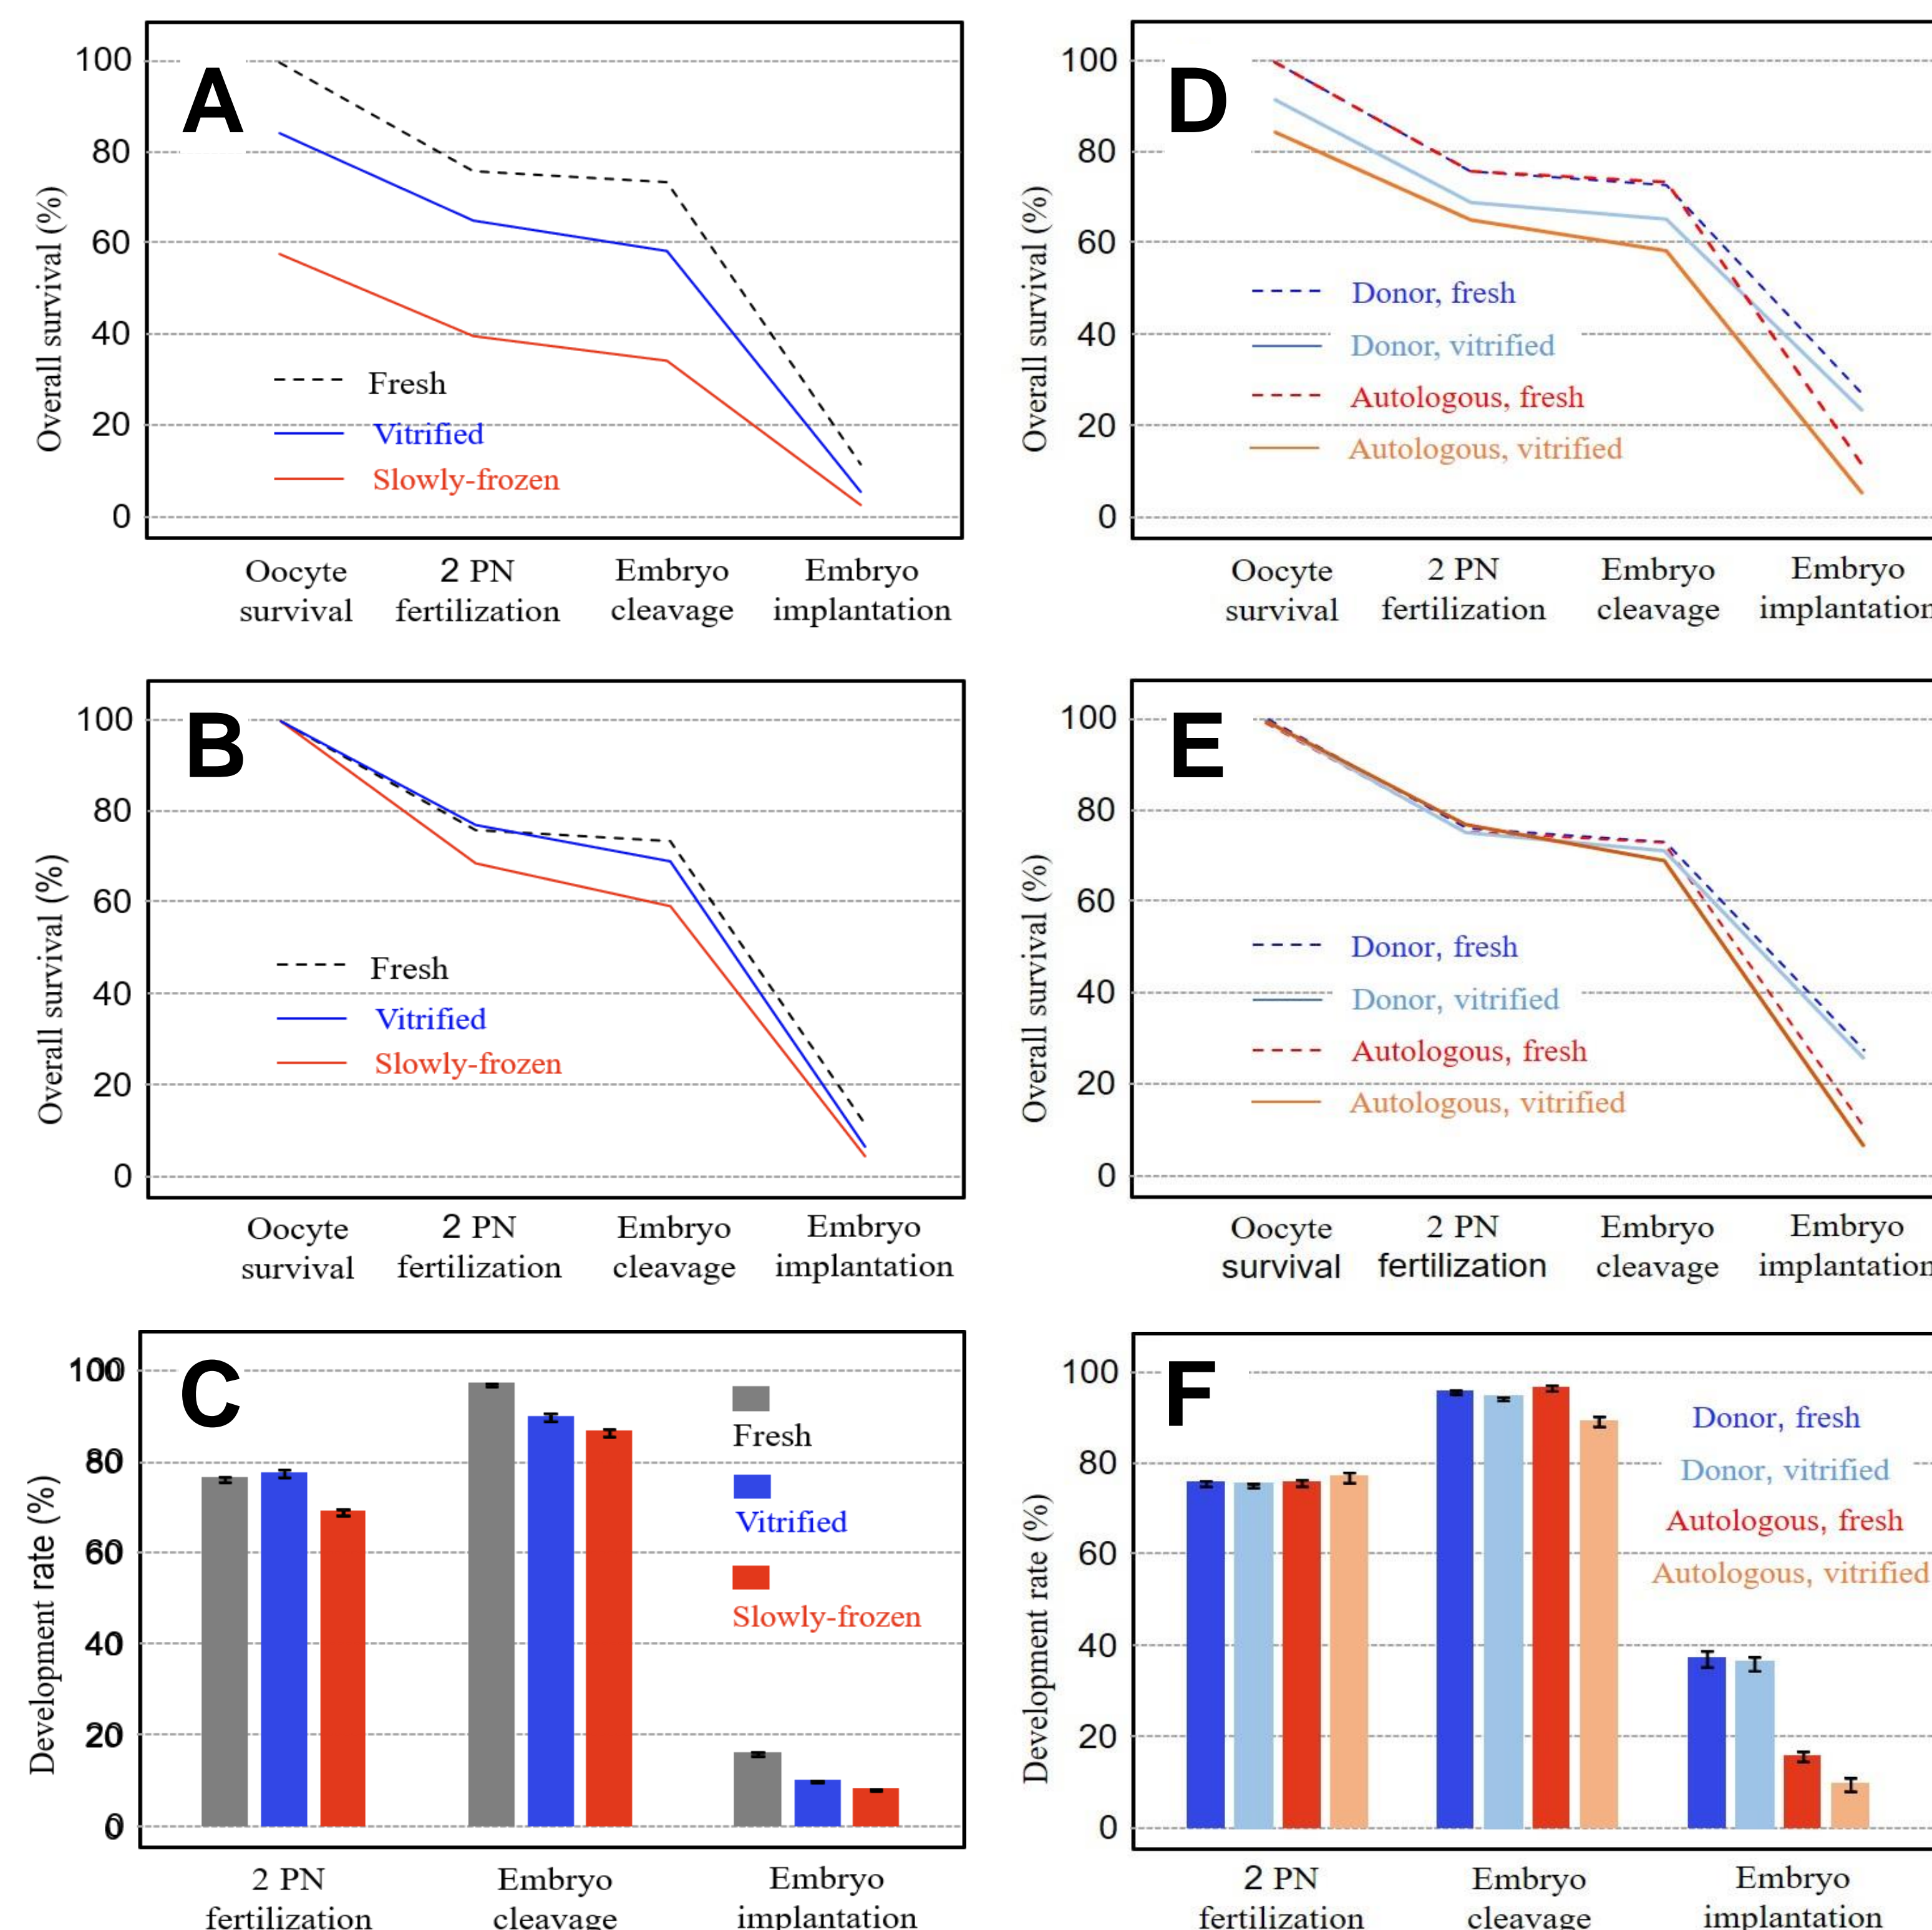 A
100
80
60
40
20
0
Overall survival (%)
Fresh
Vitrified
Slowly-frozen
Oocyte
survival
2 PN
fertilization
Embryo
cleavage
Embryo
implantation
D
100
80
60
40
20
0
Overall survival (%)
Donor, fresh
Donor, vitrified
Autologous, fresh
Autologous, vitrified
Oocyte
survival
2 PN
fertilization
Embryo
cleavage
Embryo
implantation
B
100
80
60
40
20
0
Overall survival (%)
Fresh
Vitrified
Slowly-frozen
Oocyte
survival
2 PN
fertilization
Embryo
cleavage
Embryo
implantation
E
100
80
60
40
20
0
Overall survival (%)
Donor, fresh
Donor, vitrified
Autologous, fresh
Autologous, vitrified
Oocyte
survival
2 PN
fertilization
Embryo
cleavage
Embryo
implantation
C
100
80
60
40
20
0
Development rate (%)
Fresh
Vitrified
Slowly-frozen
2 PN
fertilization
Embryo
cleavage
Embryo
implantation
F
100
80
60
40
20
0
Development rate (%)
Donor, fresh
Donor, vitrified
Autologous, fresh
Autologous, vitrified
2 PN
fertilization
Embryo
cleavage
Embryo
implantation